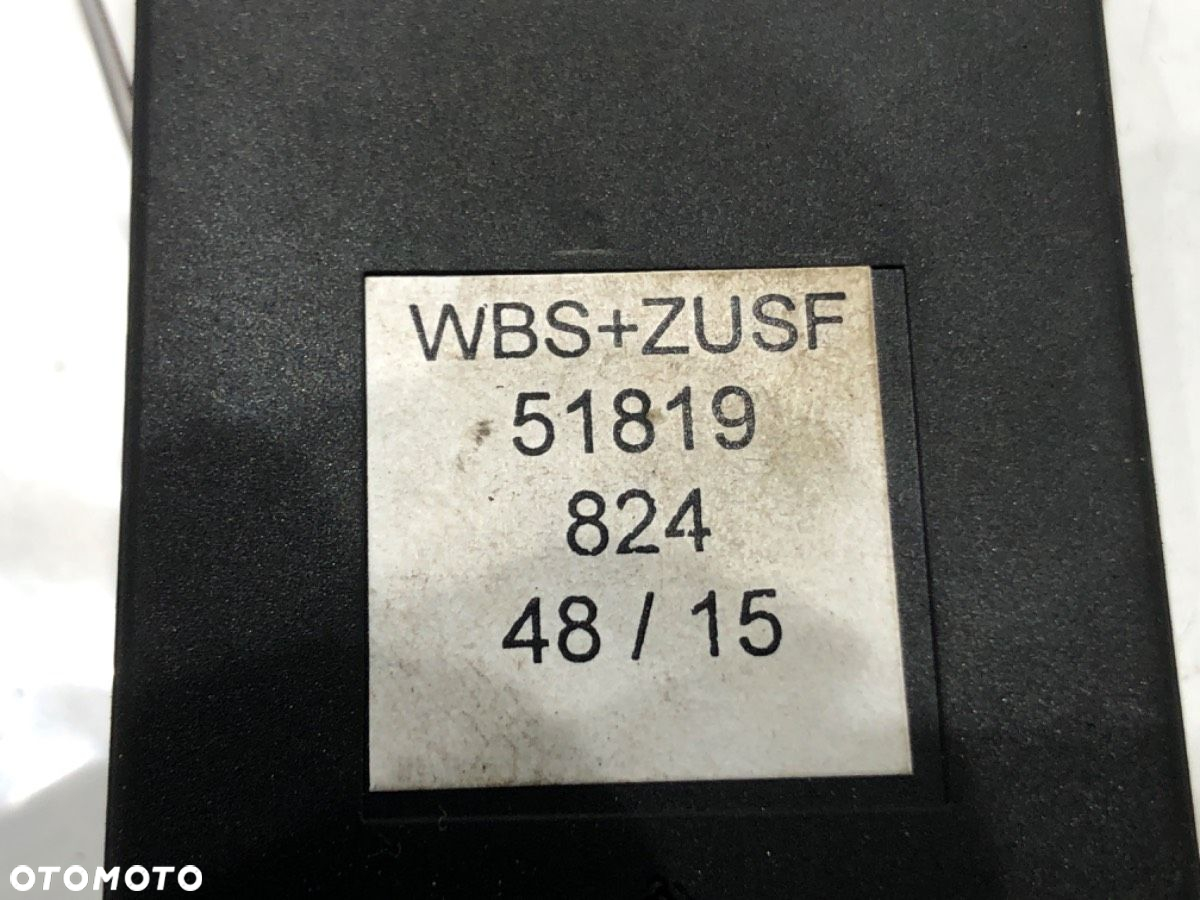 WBS+ZUSF
51819
824
48 / 15
OTOMOTO